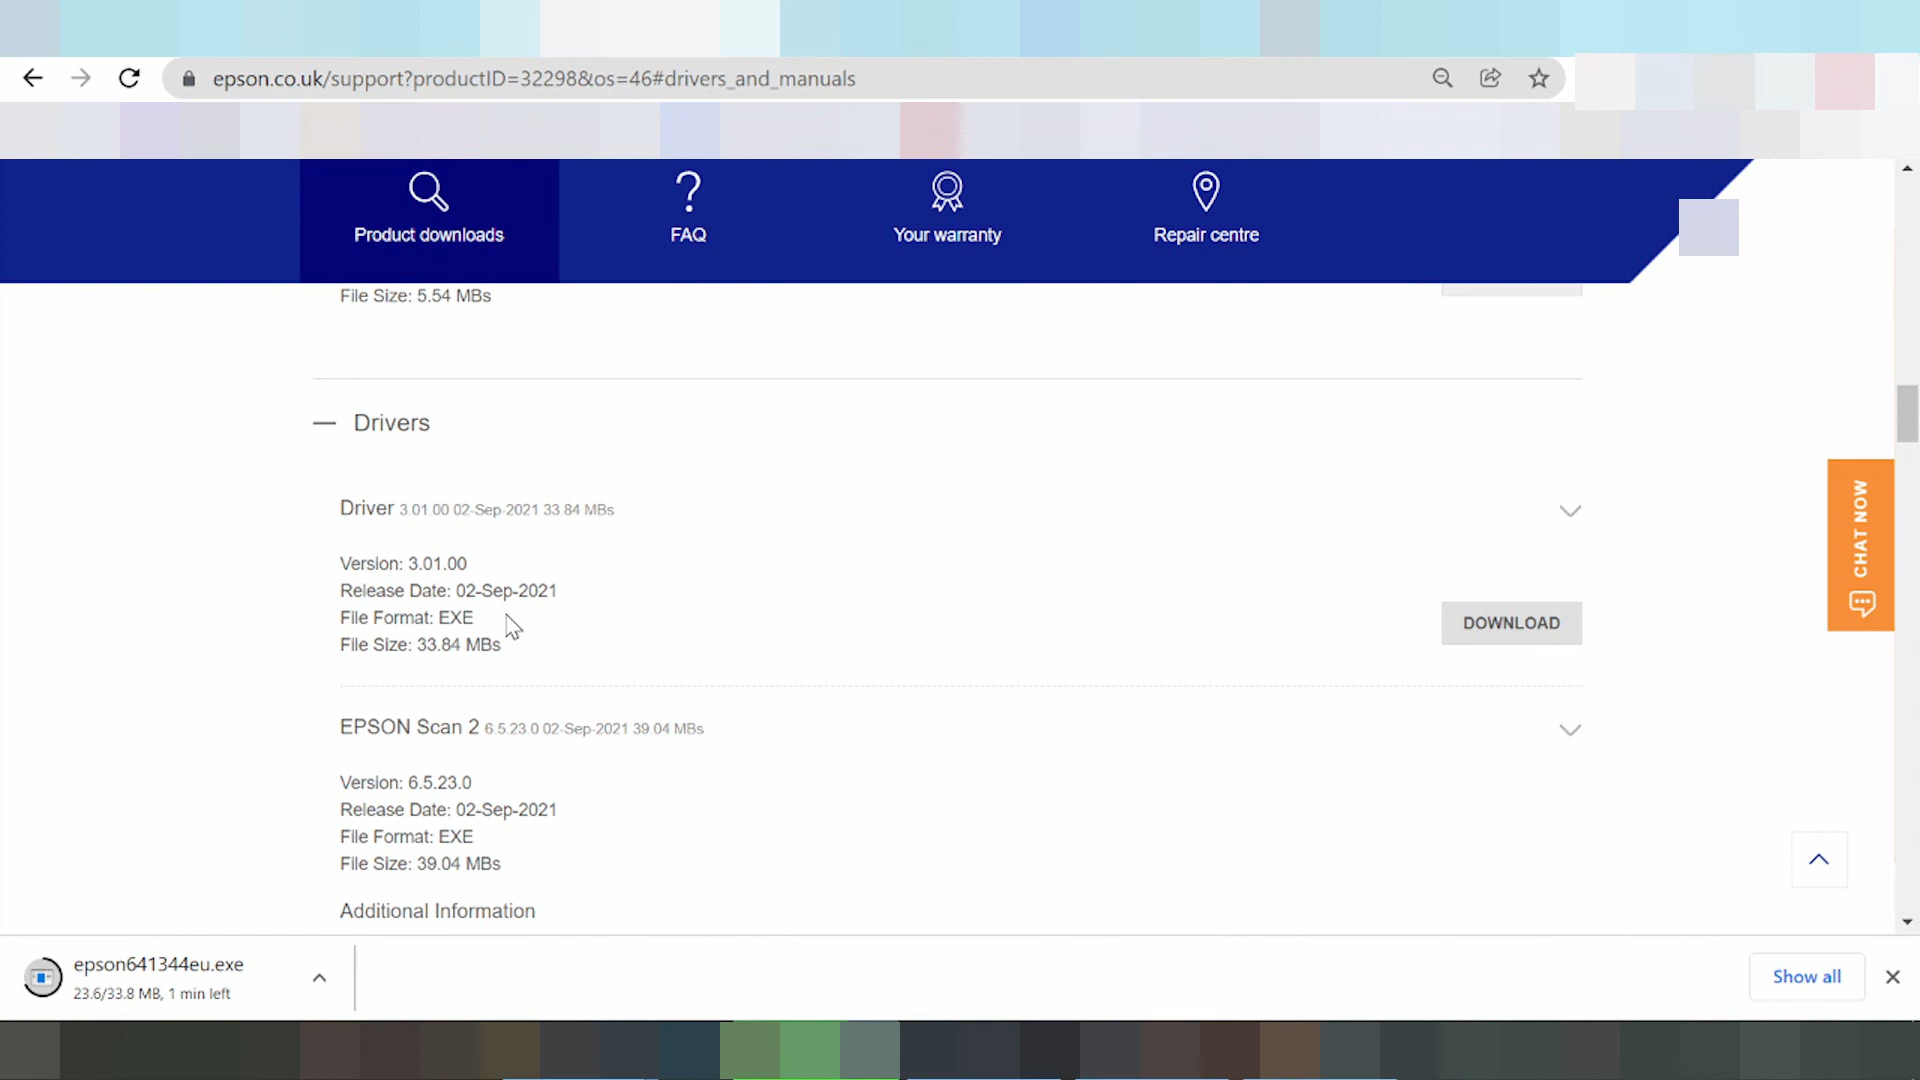 epson.co.uk/support?productID=32298&os=46#drivers_and_manuals
Product downloads
FAQ
Your warranty
Repair centre
File Size: 5.54 MBs
Drivers
Driver 3.01.00 02-Sep-2021 33.84 MBs
Version: 3.01.00
Release Date: 02-Sep-2021
File Format: EXE
File Size: 33.84 MBs
DOWNLOAD
CHAT NOW
EPSON Scan 2 6.5.23.0 02-Sep-2021 39.04 MBs
Version: 6.5.23.0
Release Date: 02-Sep-2021
File Format: EXE
File Size: 39.04 MBs
Additional Information
epson641344eu.exe
23.6/33.8 MB, 1 min left
Show all